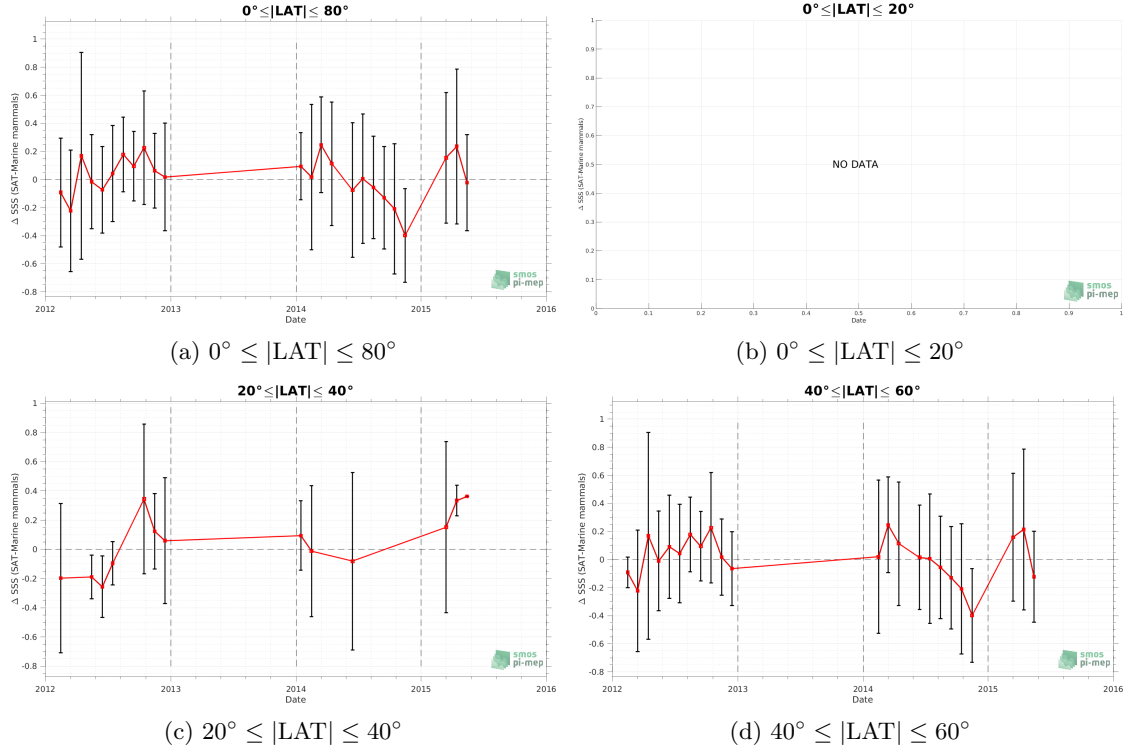 0°≤|LAT|≤ 80°
Δ SSS (SAT-Marine mammals)
1
0.8
0.6
0.4
0.2
0
-0.2
-0.4
-0.6
-0.8
2012 2013 2014 2015 2016
Date
smos
pi-mep
(a) 0° ≤ |LAT| ≤ 80°
0°≤|LAT|≤ 20°
Δ SSS (SAT-Marine mammals)
1
0.9
0.8
0.7
0.6
0.5
0.4
0.3
0.2
0.1
0
NO DATA
0 0.1 0.2 0.3 0.4 0.5 0.6 0.7 0.8 0.9 1
Date
smos
pi-mep
(b) 0° ≤ |LAT| ≤ 20°
20°≤|LAT|≤ 40°
Δ SSS (SAT-Marine mammals)
1
0.8
0.6
0.4
0.2
0
-0.2
-0.4
-0.6
-0.8
2012 2013 2014 2015 2016
Date
smos
pi-mep
(c) 20° ≤ |LAT| ≤ 40°
40°≤|LAT|≤ 60°
Δ SSS (SAT-Marine mammals)
1
0.8
0.6
0.4
0.2
0
-0.2
-0.4
-0.6
-0.8
2012 2013 2014 2015 2016
Date
smos
pi-mep
(d) 40° ≤ |LAT| ≤ 60°